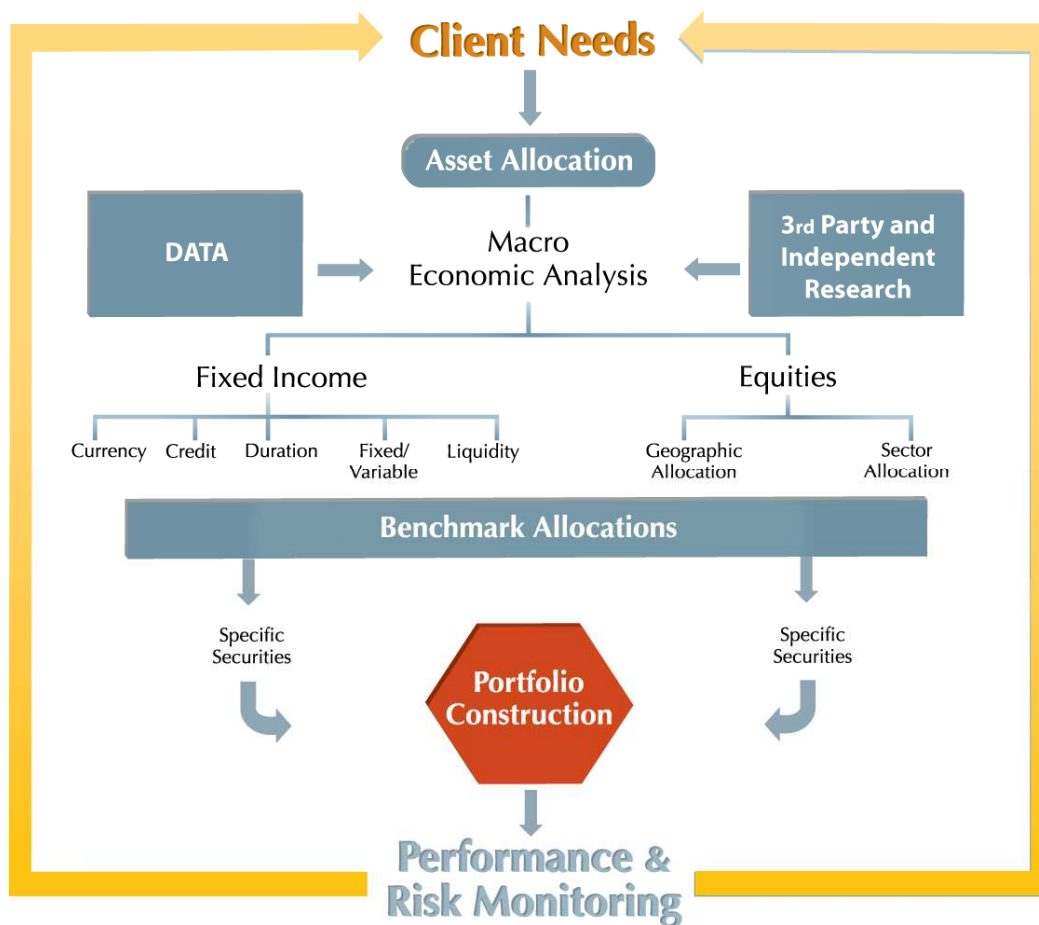 Client Needs
Asset Allocation
DATA
Macro
Economic Analysis
3rd Party and
Independent
Research
Fixed Income
Equities
Currency
Credit
Duration
Fixed/
Variable
Liquidity
Geographic
Allocation
Sector
Allocation
Benchmark Allocations
Specific
Securities
Portfolio
Construction
Specific
Securities
Performance &
Risk Monitoring